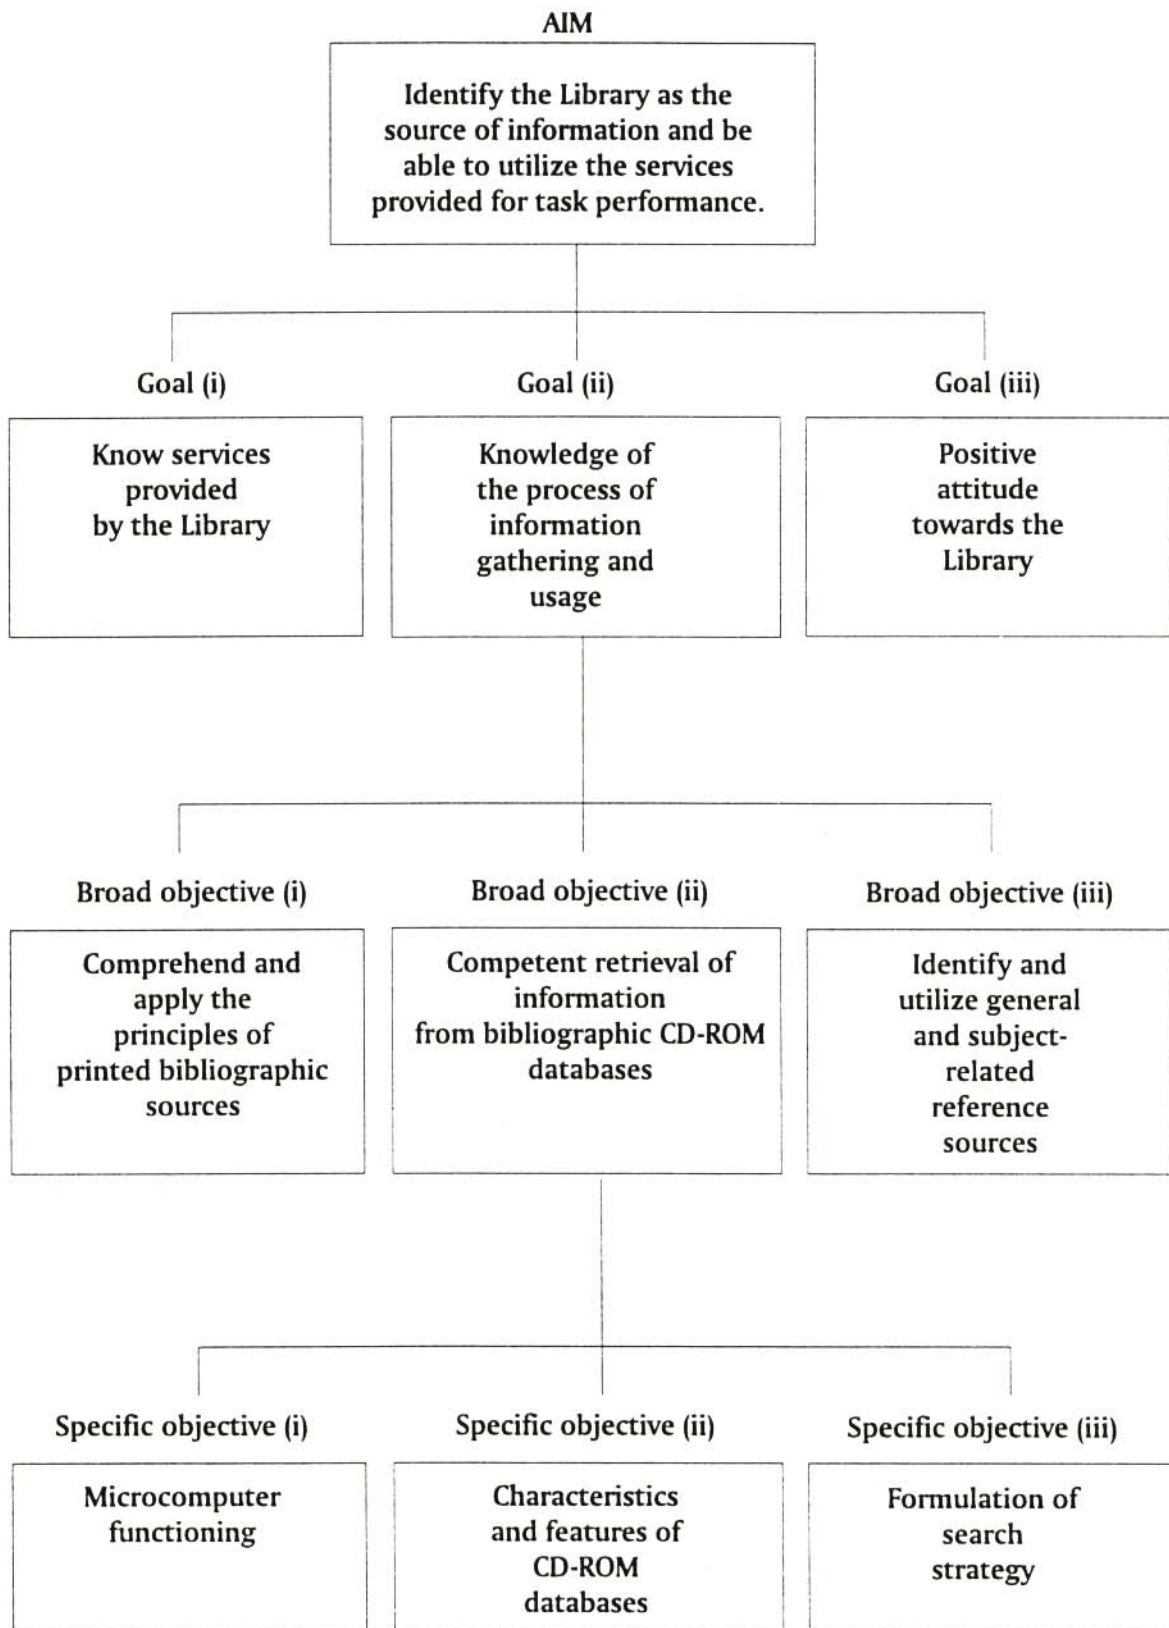 AIM
Identify the Library as the
source of information and be
able to utilize the services
provided for task performance.
Goal (i)
Know services
provided
by the Library
Goal (ii)
Knowledge of
the process of
information
gathering and
usage
Goal (iii)
Positive
attitude
towards the
Library
Broad objective (i)
Comprehend and
apply the
principles of
printed bibliographic
sources
Broad objective (ii)
Competent retrieval of
information
from bibliographic CD-ROM
databases
Broad objective (iii)
Identify and
utilize general
and subject-
related
reference
sources
Specific objective (i)
Microcomputer
functioning
Specific objective (ii)
Characteristics
and features of
CD-ROM
databases
Specific objective (iii)
Formulation of
search
strategy